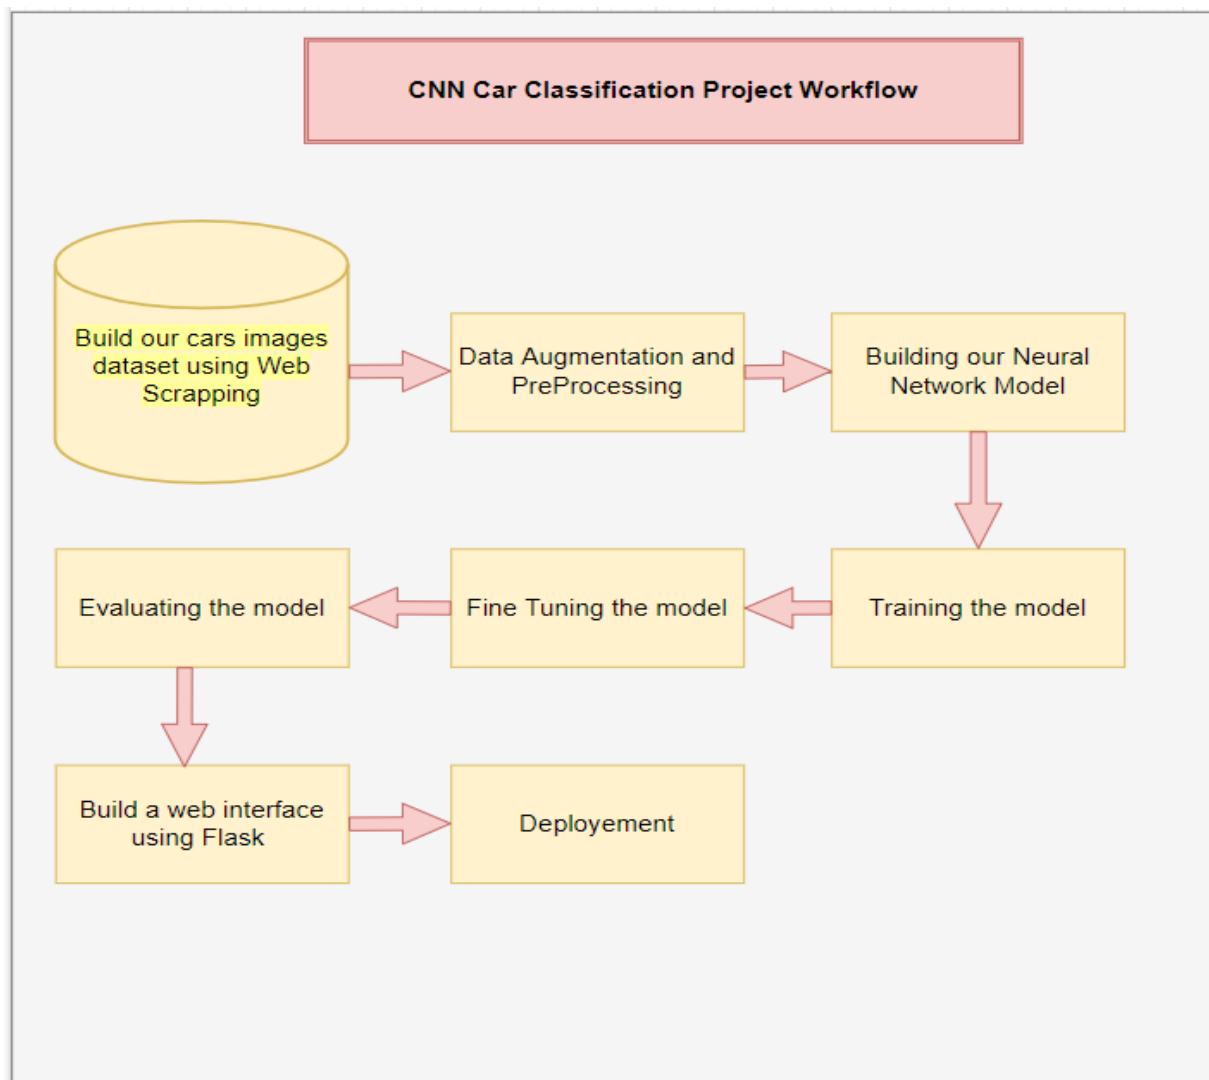 CNN Car Classification Project Workflow
Build our cars images
dataset using Web
Scrapping
Data Augmentation and
PreProcessing
Building our Neural
Network Model
Training the model
Fine Tuning the model
Evaluating the model
Build a web interface
using Flask
Deployement